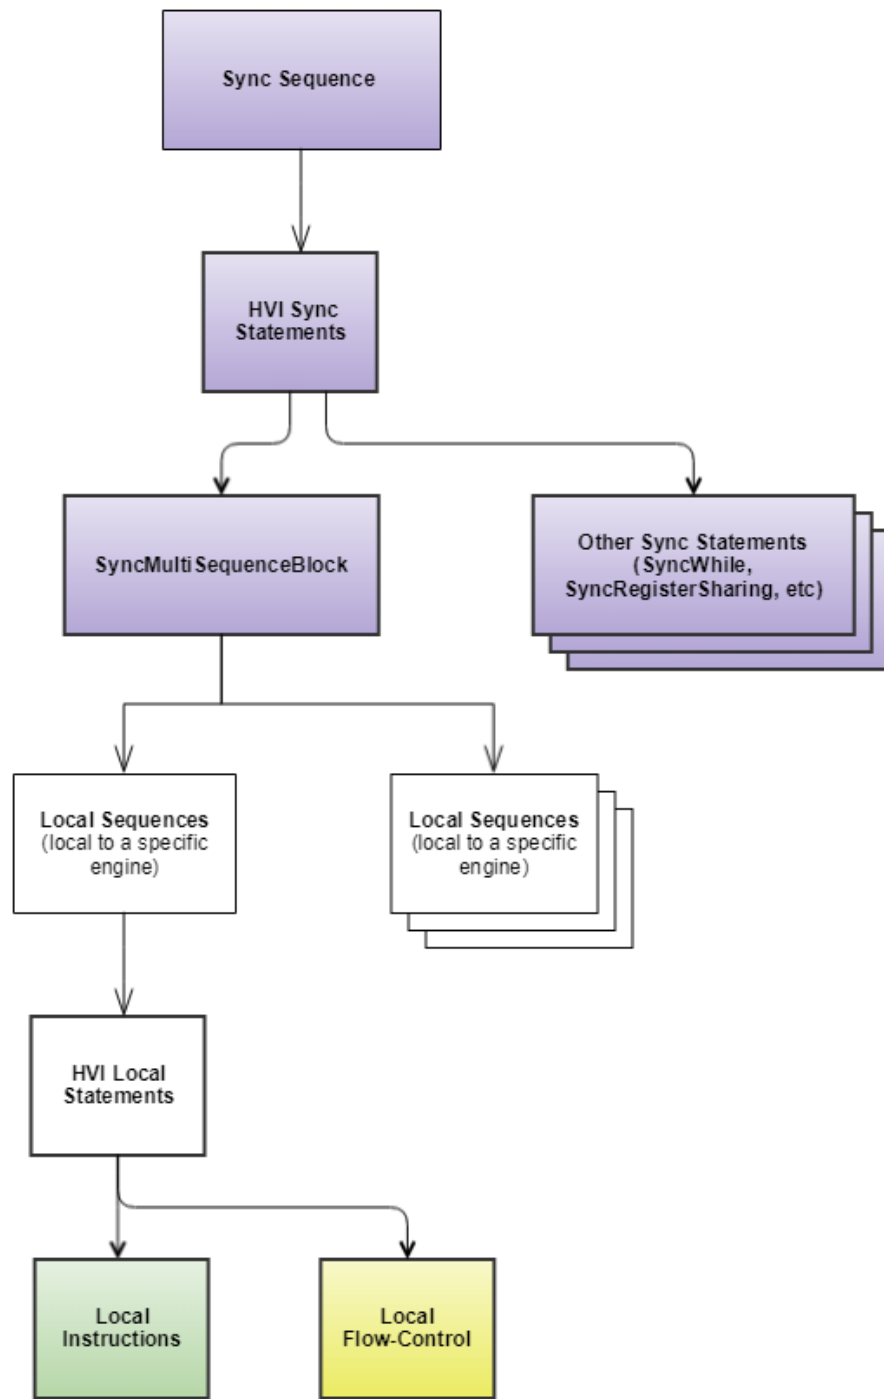 Sync Sequence
HVI Sync
Statements
SyncMultiSequenceBlock
Other Sync Statements
(SyncWhile,
SyncRegisterSharing, etc)
Local Sequences
(local to a specific
engine)
Local Sequences
(local to a specific
engine)
HVI Local
Statements
Local
Instructions
Local
Flow-Control